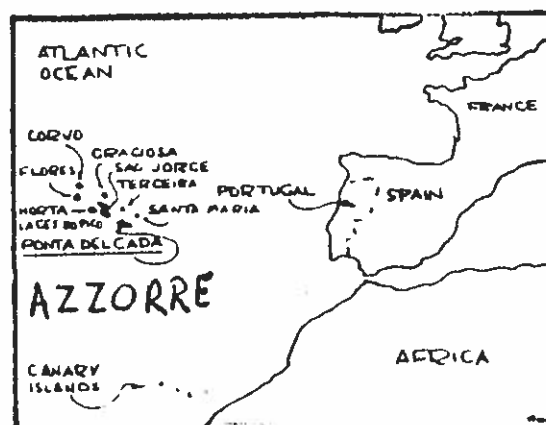 ATLANTIC
OCEAN
FRANCE
CORVO
GRACIOSA
FLORES
SAO JORGE
TERCEIRA
PORTUGAL
SPAIN
HORTA
SANTA MARIA
LAGES DO PICO
PONTA DELGADA
AZZORRE
AFRICA
CANARY
ISLANDS